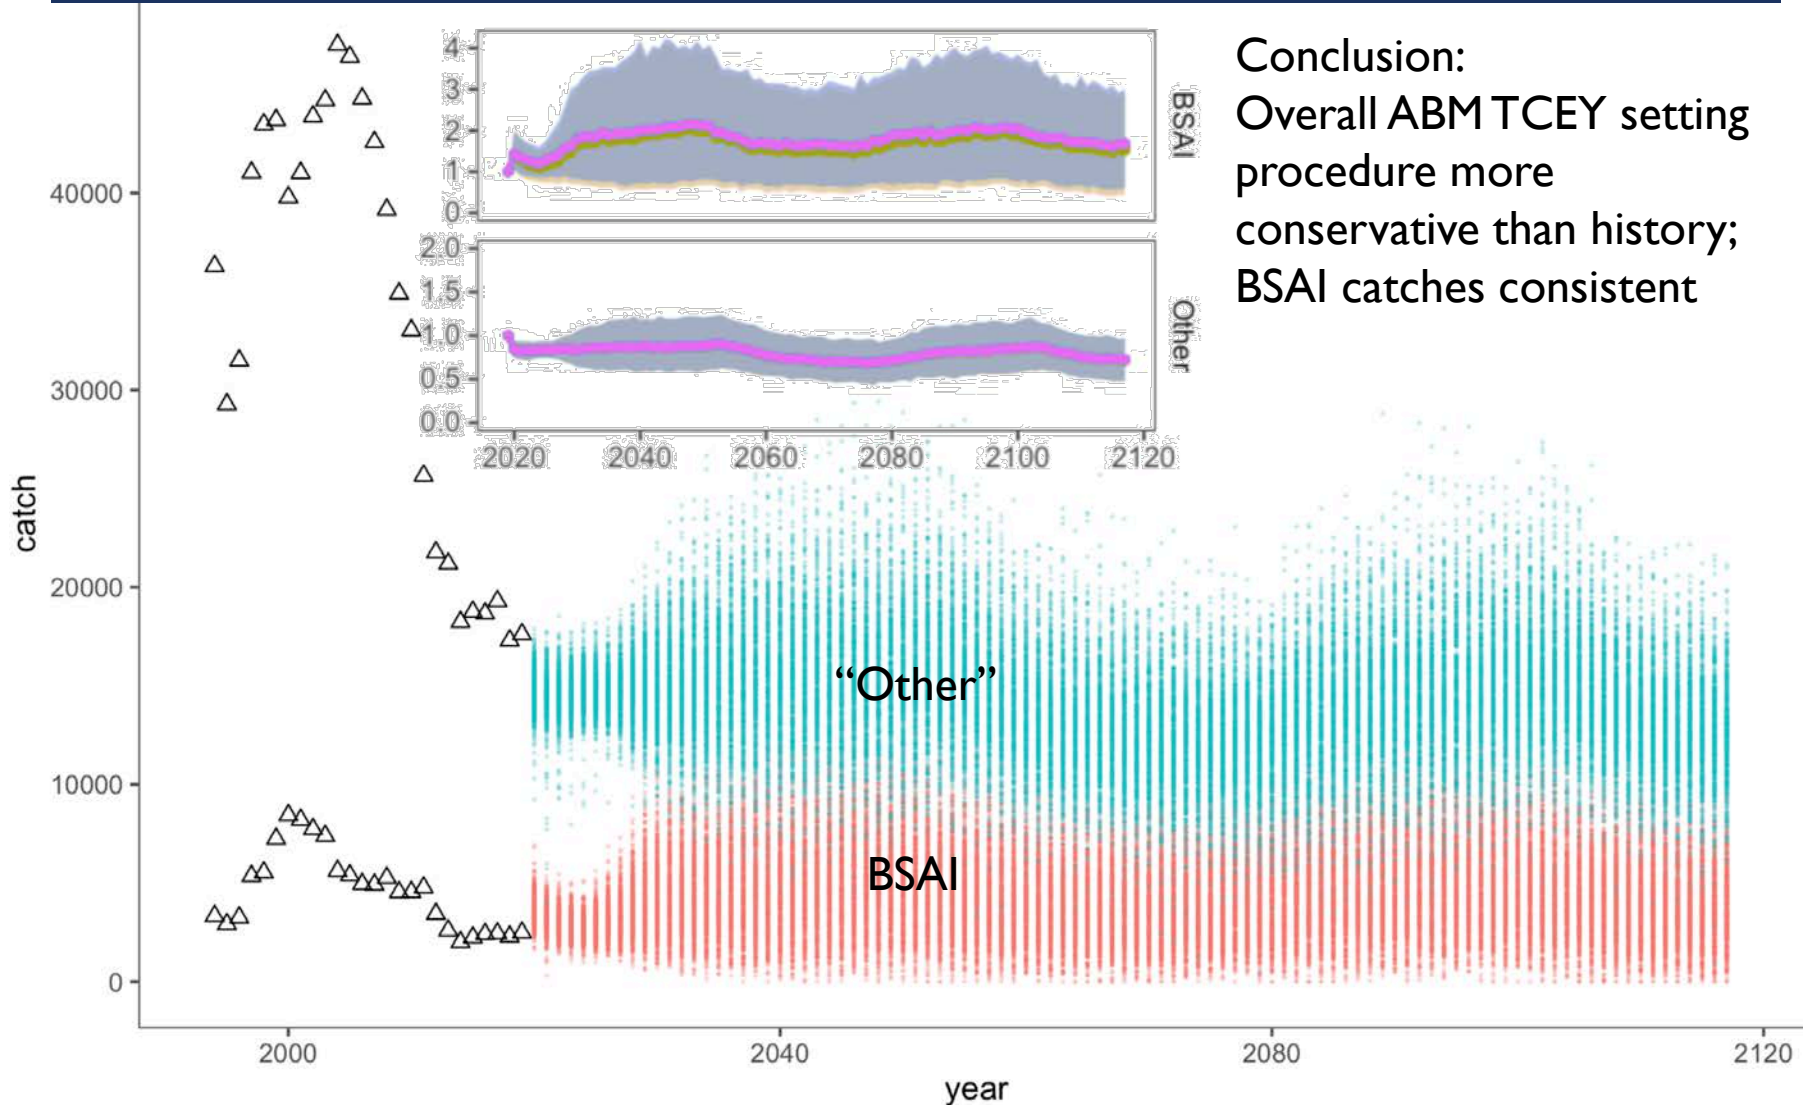 Conclusion:
Overall ABM TCEY setting
procedure more
conservative than history;
BSAI catches consistent
4
3
2
1
0
BSAI
2.0
1.5
1.0
0.5
0.0
Other
2020 2040 2060 2080 2100 2120
catch
40000
30000
20000
10000
0
“Other”
BSAI
2000 2040 2080 2120
year